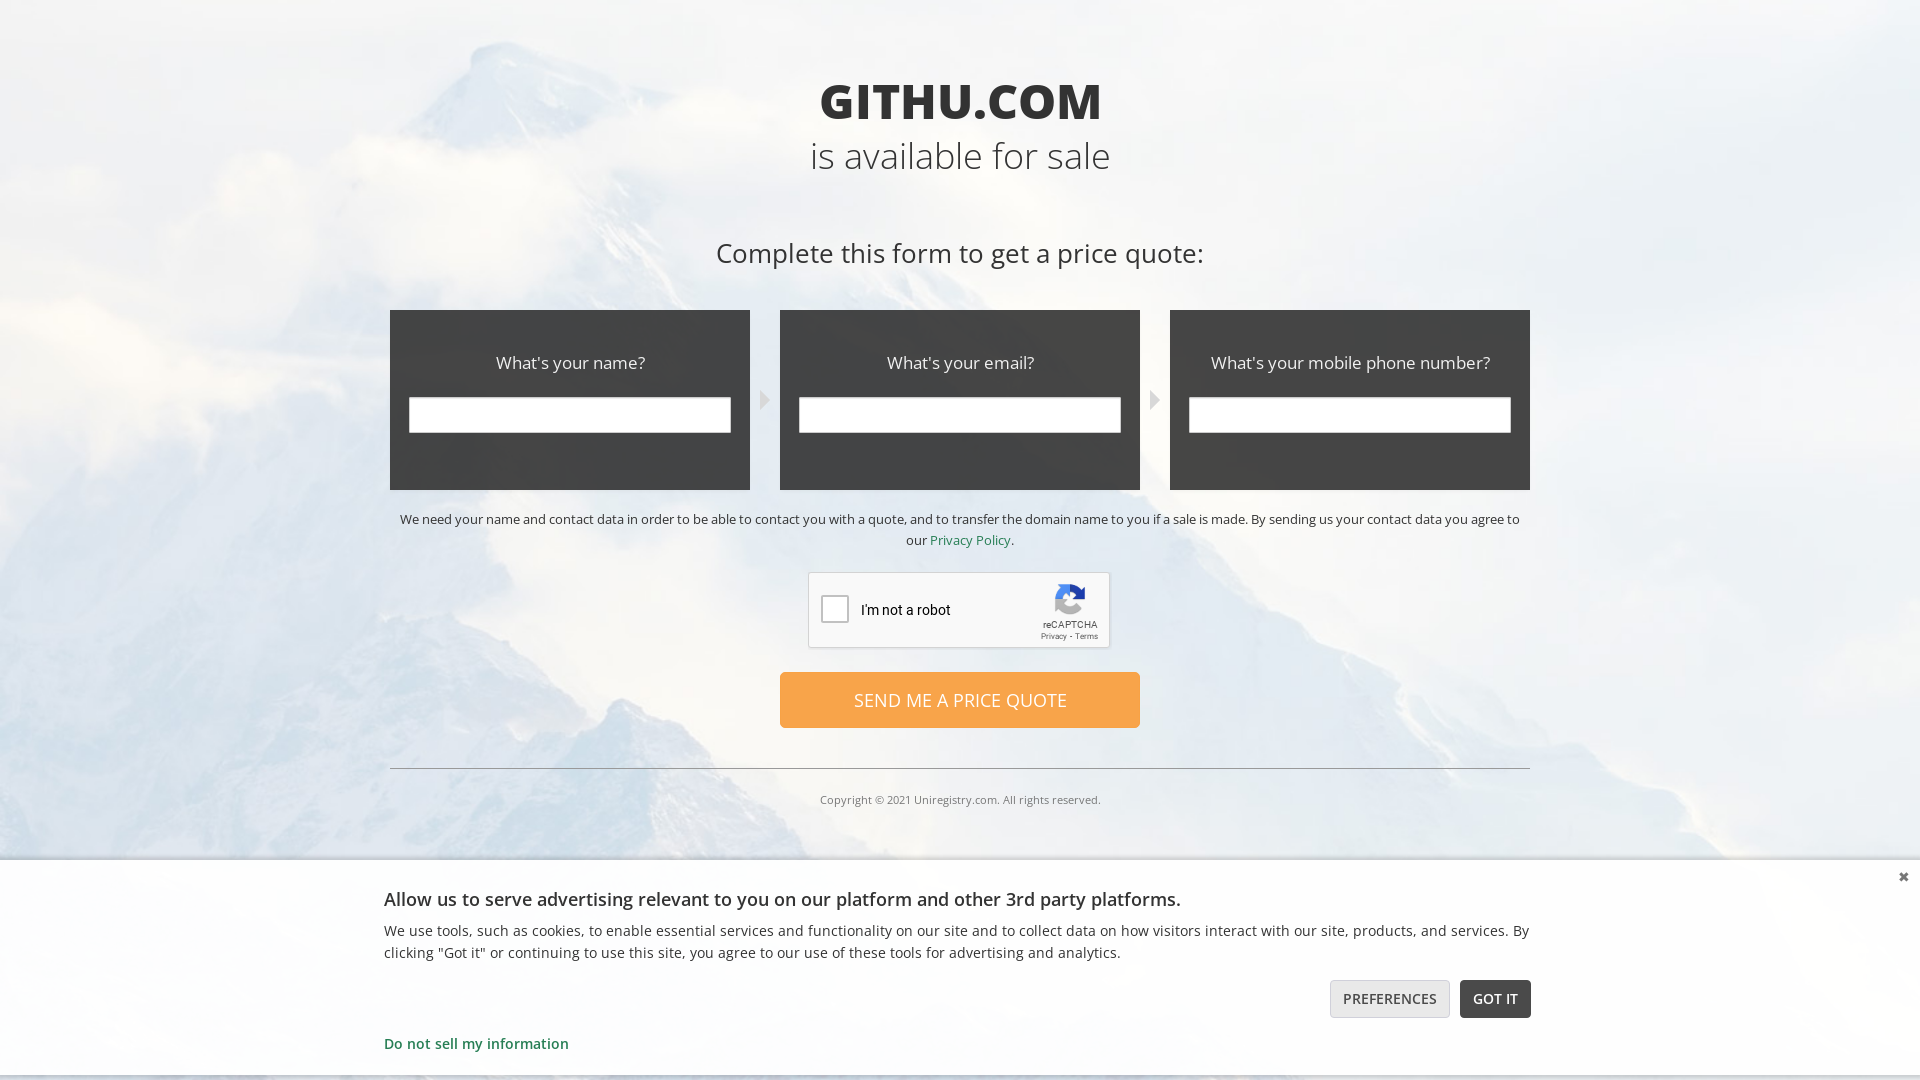 GITHU.COM
is available for sale
Complete this form to get a price quote:
What's your name?
What's your email?
What's your mobile phone number?
We need your name and contact data in order to be able to contact you with a quote, and to transfer the domain name to you if a sale is made. By sending us your contact data you agree to
our Privacy Policy.
I'm not a robot
reCAPTCHA
Privacy - Terms
SEND ME A PRICE QUOTE
Copyright © 2021 Uniregistry.com. All rights reserved.
Allow us to serve advertising relevant to you on our platform and other 3rd party platforms.
We use tools, such as cookies, to enable essential services and functionality on our site and to collect data on how visitors interact with our site, products, and services. By
clicking "Got it" or continuing to use this site, you agree to our use of these tools for advertising and analytics.
PREFERENCES
GOT IT
Do not sell my information